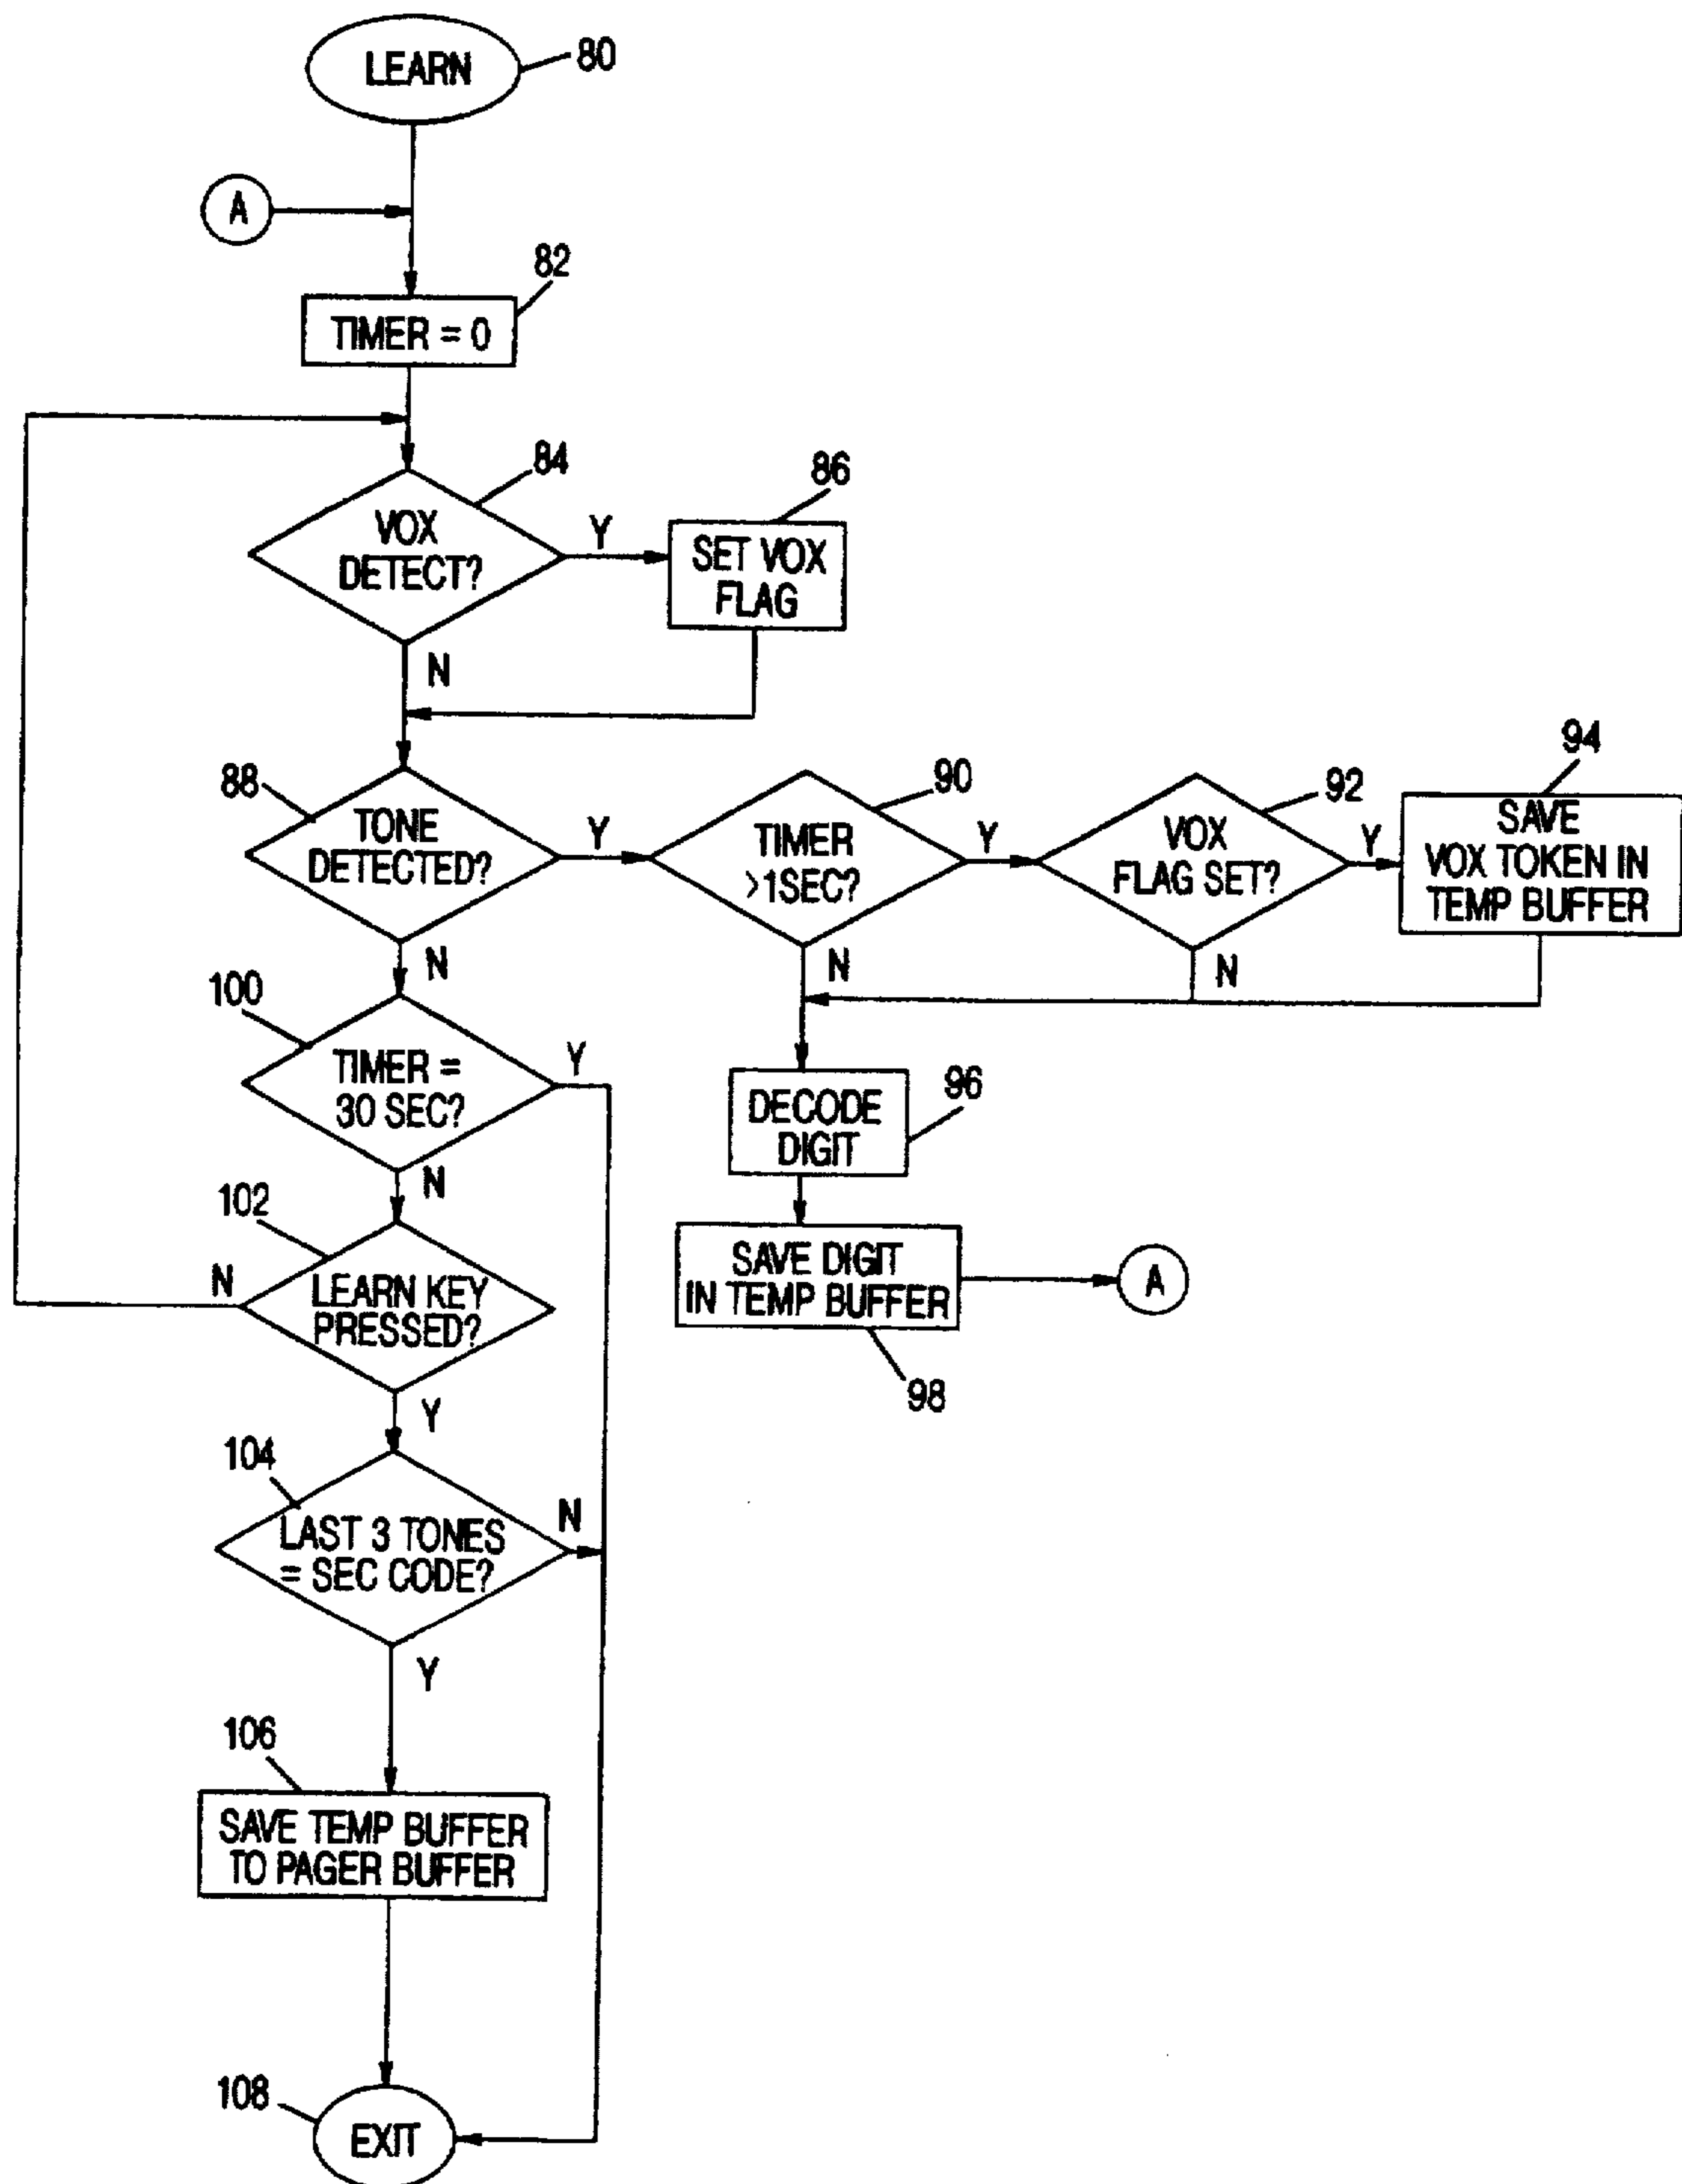 LEARN
80
A
82
TIMER = 0
84
VOX
DETECT?
Y
86
SET VOX
FLAG
N
88
TONE
DETECTED?
Y
90
TIMER
>1SEC?
Y
92
VOX
FLAG SET?
Y
94
SAVE
VOX TOKEN IN
TEMP BUFFER
N
N
N
100
TIMER =
30 SEC?
Y
DECODE
DIGIT
96
N
102
N
LEARN KEY
PRESSED?
SAVE DIGIT
IN TEMP BUFFER
A
98
Y
104
LAST 3 TONES
= SEC CODE?
N
Y
106
SAVE TEMP BUFFER
TO PAGER BUFFER
108
EXIT